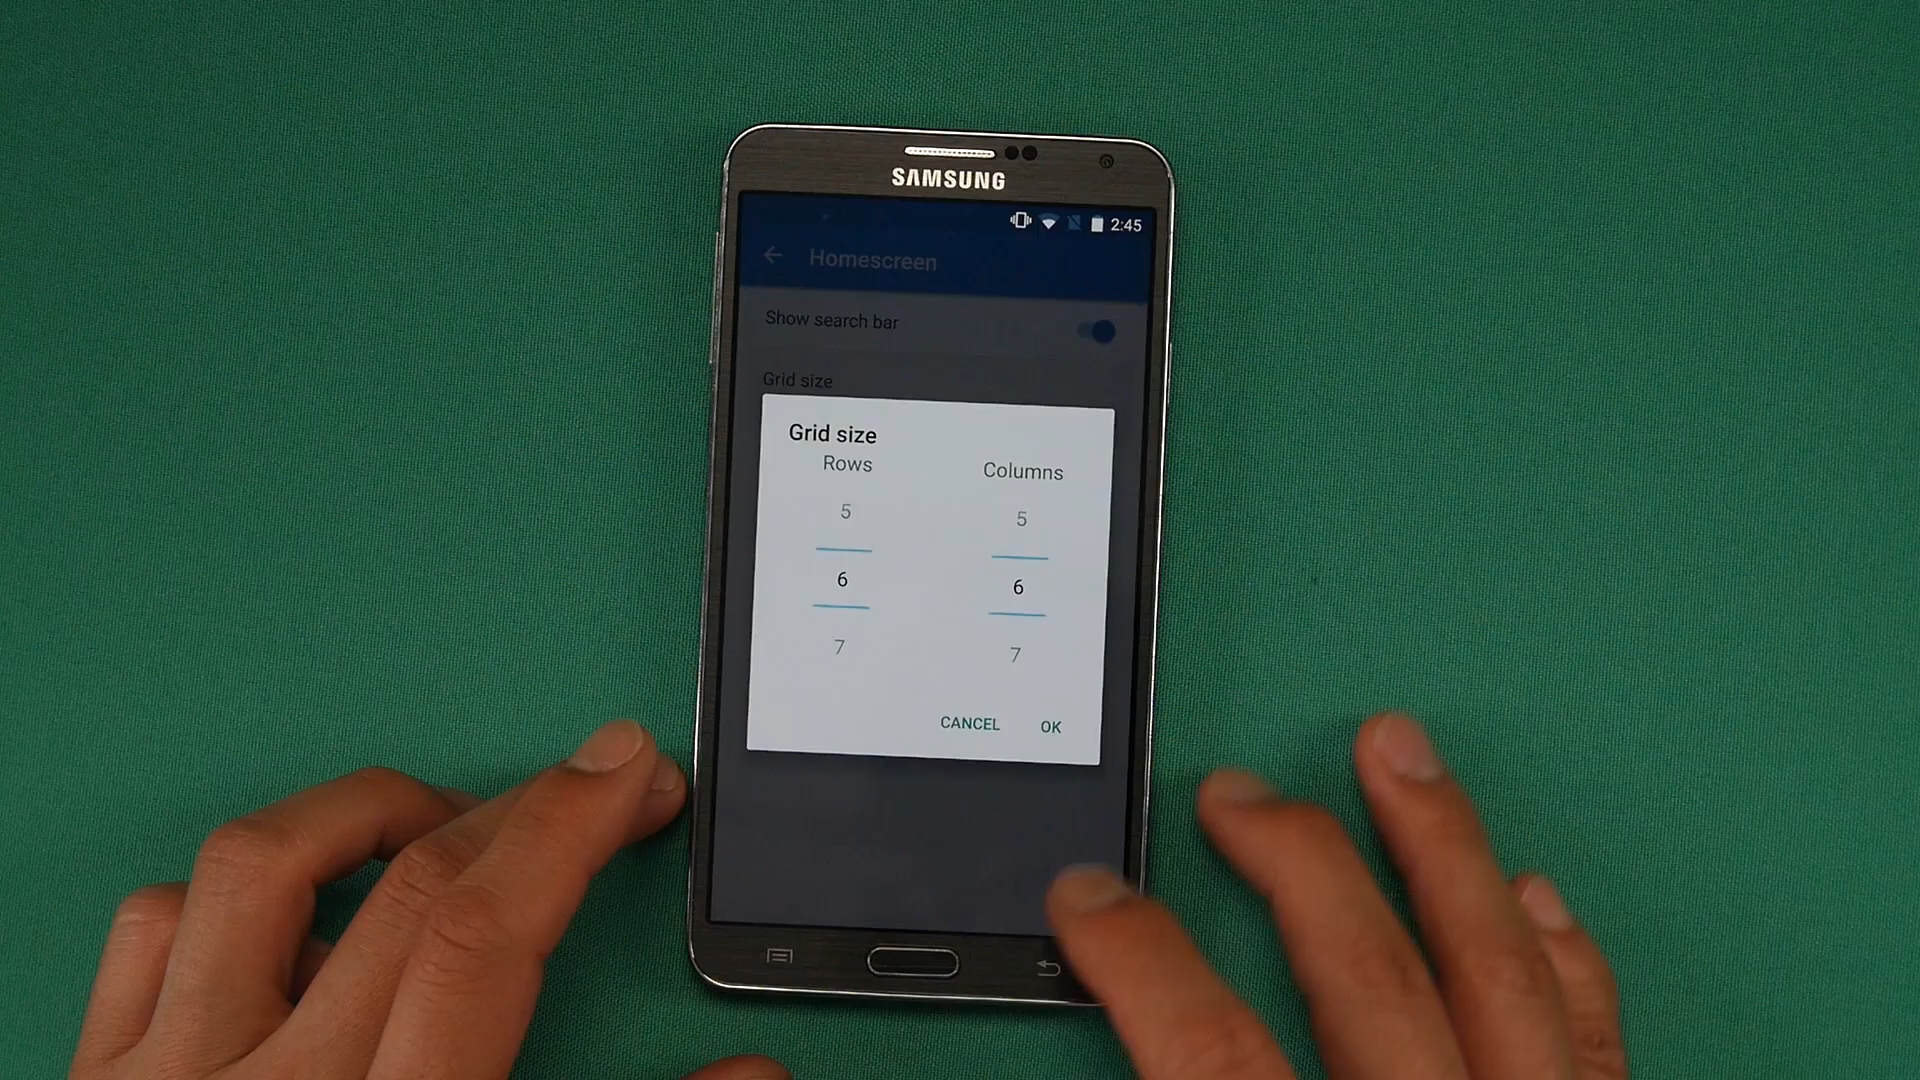 SAMSUNG
2:45
Homescreen
Show search bar
Grid size
Grid size
Rows Columns
5 5
6 6
7 7
CANCEL OK